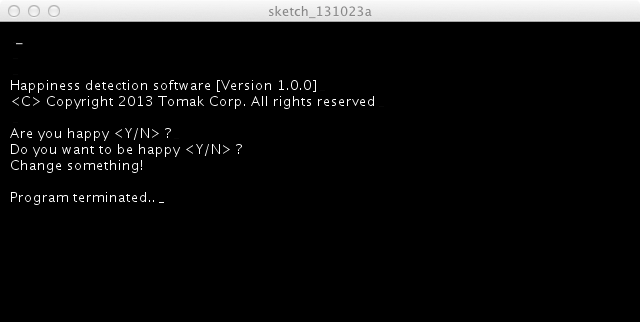 sketch_131023a
_
Happiness detection software [Version 1.0.0]
<C> Copyright 2013 Tomak Corp. All rights reserved
Are you happy <Y/N> ?
Do you want to be happy <Y/N> ?
Change something!
Program terminated.. _